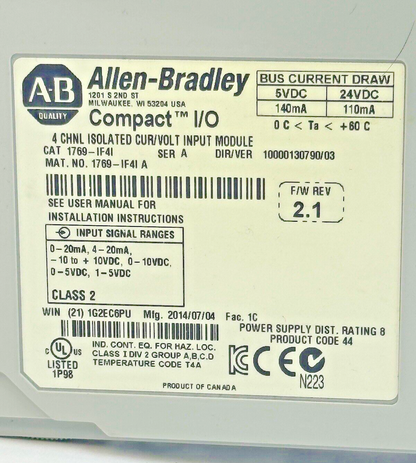 A·B
QUALITY
Allen-Bradley
1201 S 2ND ST
MILWAUKEE, WI 53204 USA
Compact™ I/O
BUS CURRENT DRAW
5VDC 24VDC
140mA 110mA
0 C < Ta < +60 C
4 CHNL ISOLATED CUR/VOLT INPUT MODULE
CAT 1769-IF4I SER A DIR/VER 10000130790/03
MAT. NO. 1769-IF4I A
SEE USER MANUAL FOR
INSTALLATION INSTRUCTIONS
F/W REV
2.1
INPUT SIGNAL RANGES
0-20mA, 4-20mA,
-10 to +10VDC, 0-10VDC,
0-5VDC, 1-5VDC
CLASS 2
WIN (21) 1G2EC6PU Mfg. 2014/07/04 Fac. 1C
POWER SUPPLY DIST. RATING 8
PRODUCT CODE 44
c UL US
LISTED
1P98
IND. CONT. EQ. FOR HAZ. LOC.
CLASS I DIV 2 GROUP A,B,C,D
TEMPERATURE CODE T4A
KC CE
N223
PRODUCT OF CANADA